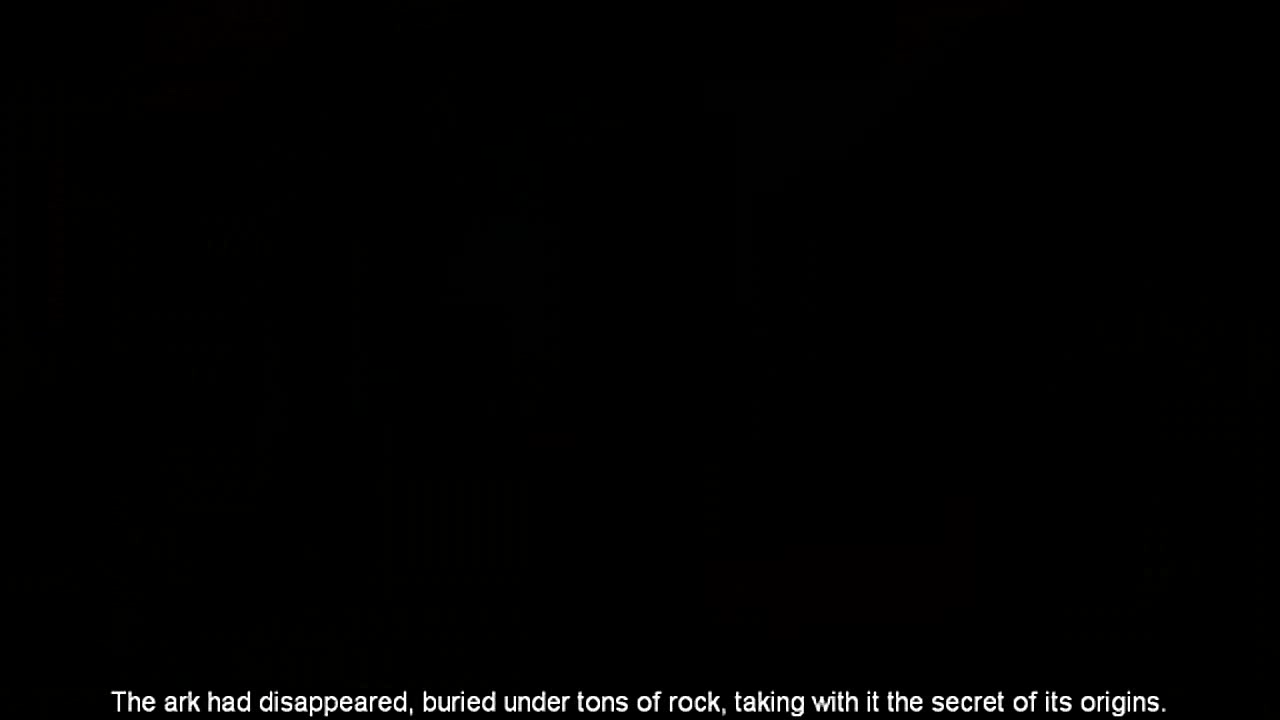 The ark had disappeared, buried under tons of rock, taking with it the secret of its origins.